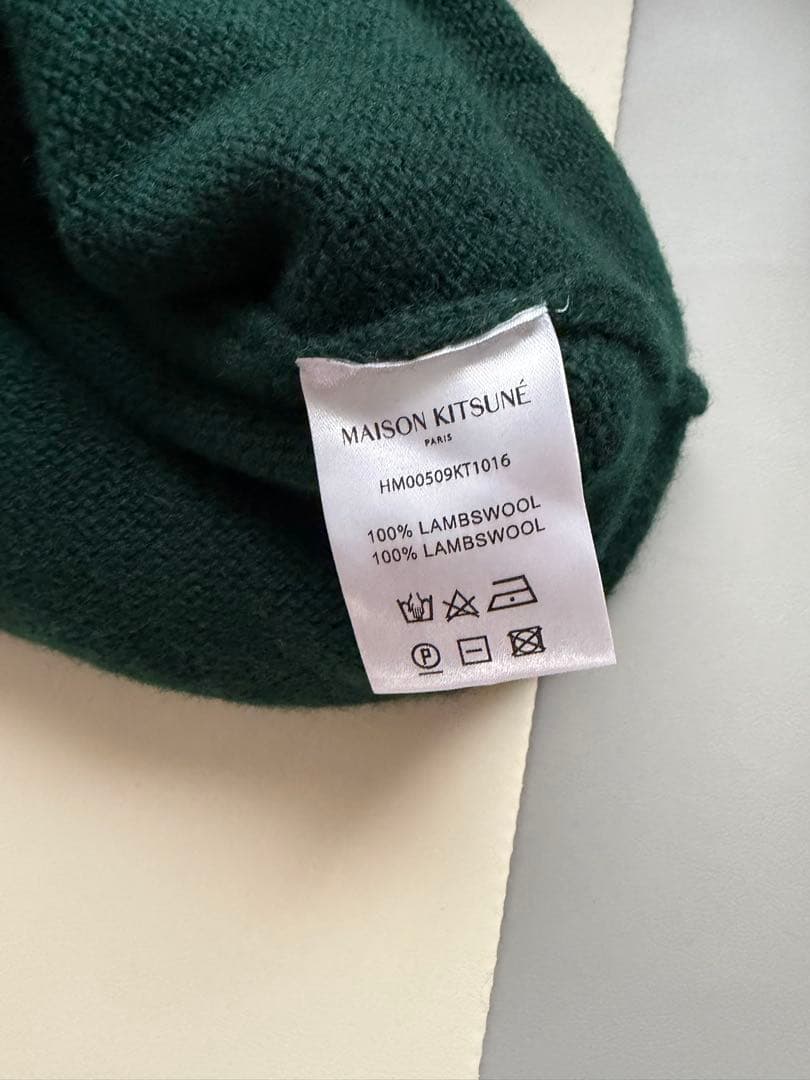 MAISON KITSUNÉ
PARIS
HM00509KT1016
100% LAMBSWOOL
100% LAMBSWOOL
P